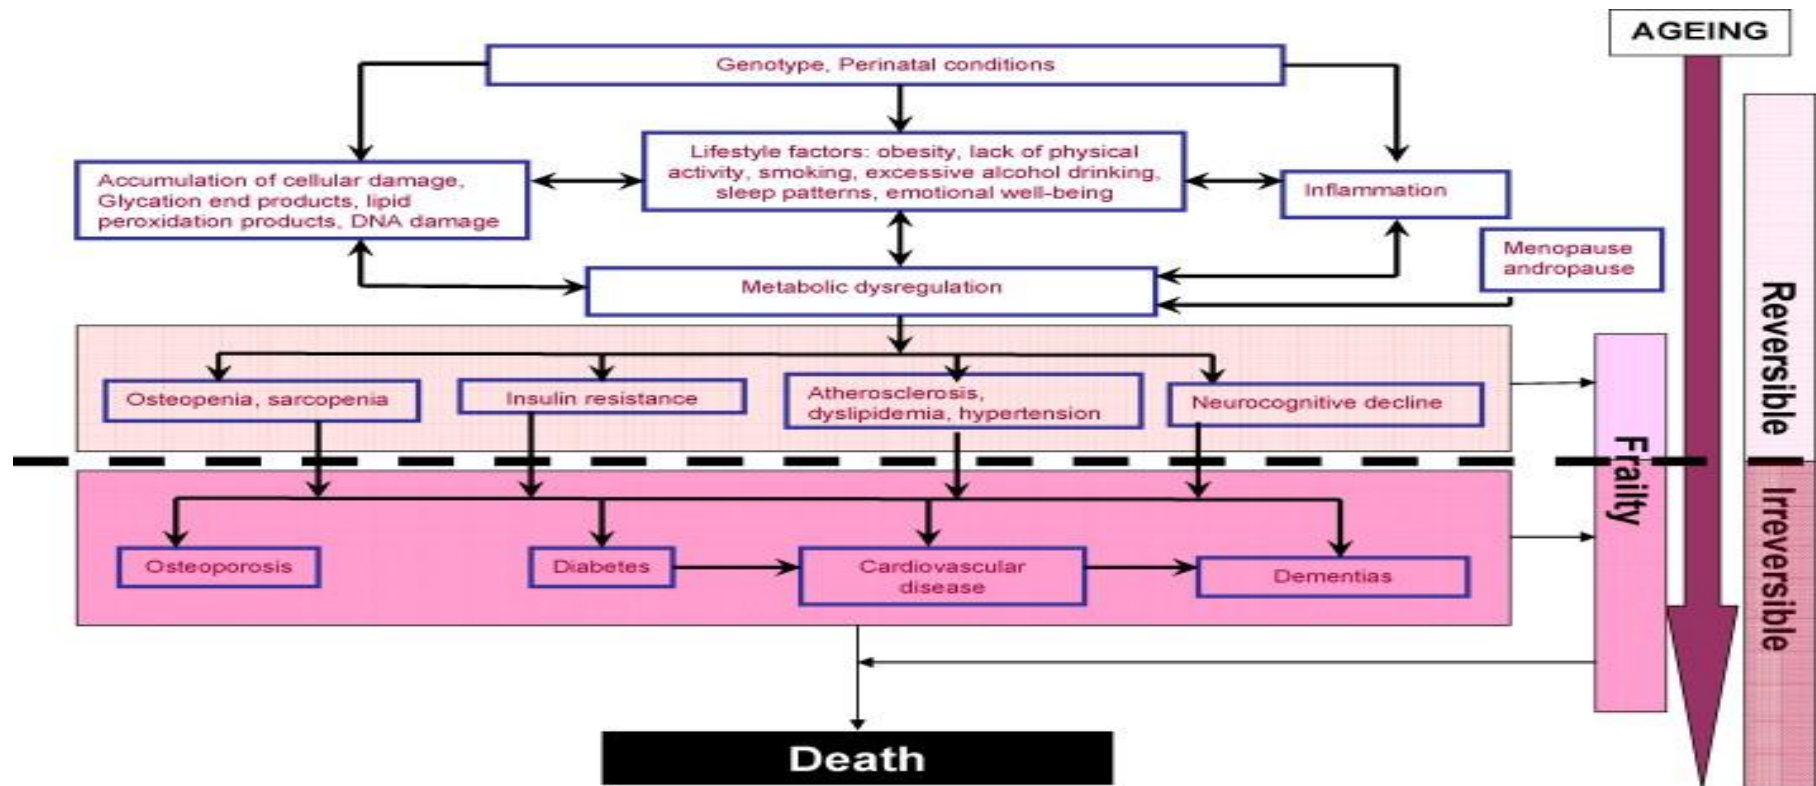 AGEING
Genotype, Perinatal conditions
Lifestyle factors: obesity, lack of physical
activity, smoking, excessive alcohol drinking,
sleep patterns, emotional well-being
Accumulation of cellular damage,
Glycation end products, lipid
peroxidation products, DNA damage
Inflammation
Menopause
andropause
Metabolic dysregulation
Reversible
Osteopenia, sarcopenia
Insulin resistance
Atherosclerosis,
dyslipidemia, hypertension
Neurocognitive decline
Frailty
Irreversible
Osteoporosis
Diabetes
Cardiovascular
disease
Dementias
Death